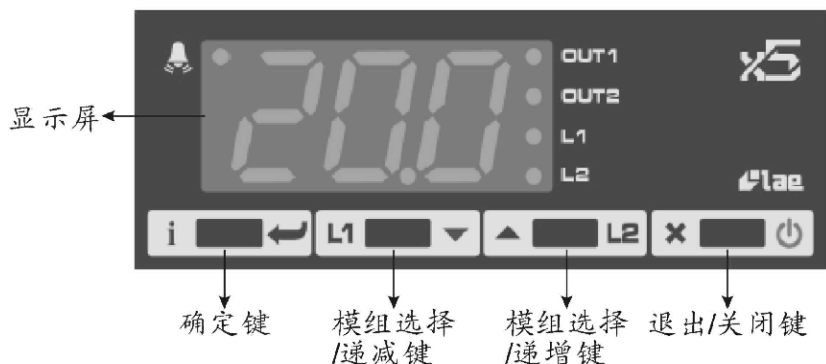 OUT1
x5
20.0
OUT2
显示屏
L1
L2
lae
i
L1
L2
确定键
模组选择
/递减键
模组选择
/递增键
退出/关闭键